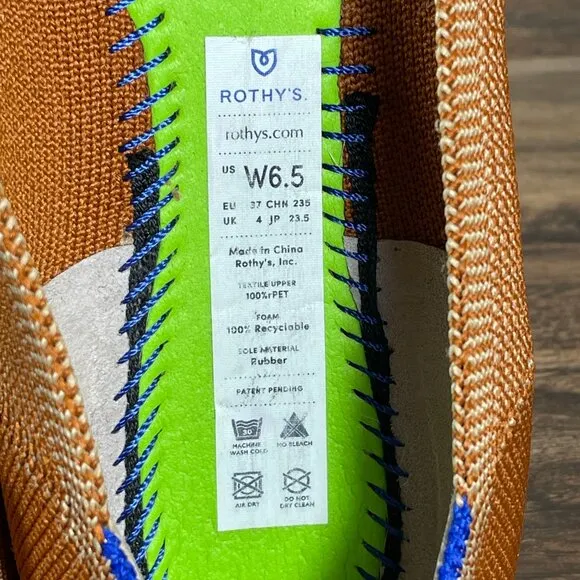 ROTHY'S.
rothys.com
US W6.5
EU 37 CHN 235
UK 4 JP 23.5
Made in China
Rothy's, Inc.
TEXTILE UPPER
100%rPET
FOAM
100% Recyclable
SOLE MATERIAL
Rubber
PATENT PENDING
30
MACHINE
WASH COLD
NO BLEACH
AIR DRY
DO NOT
DRY CLEAN